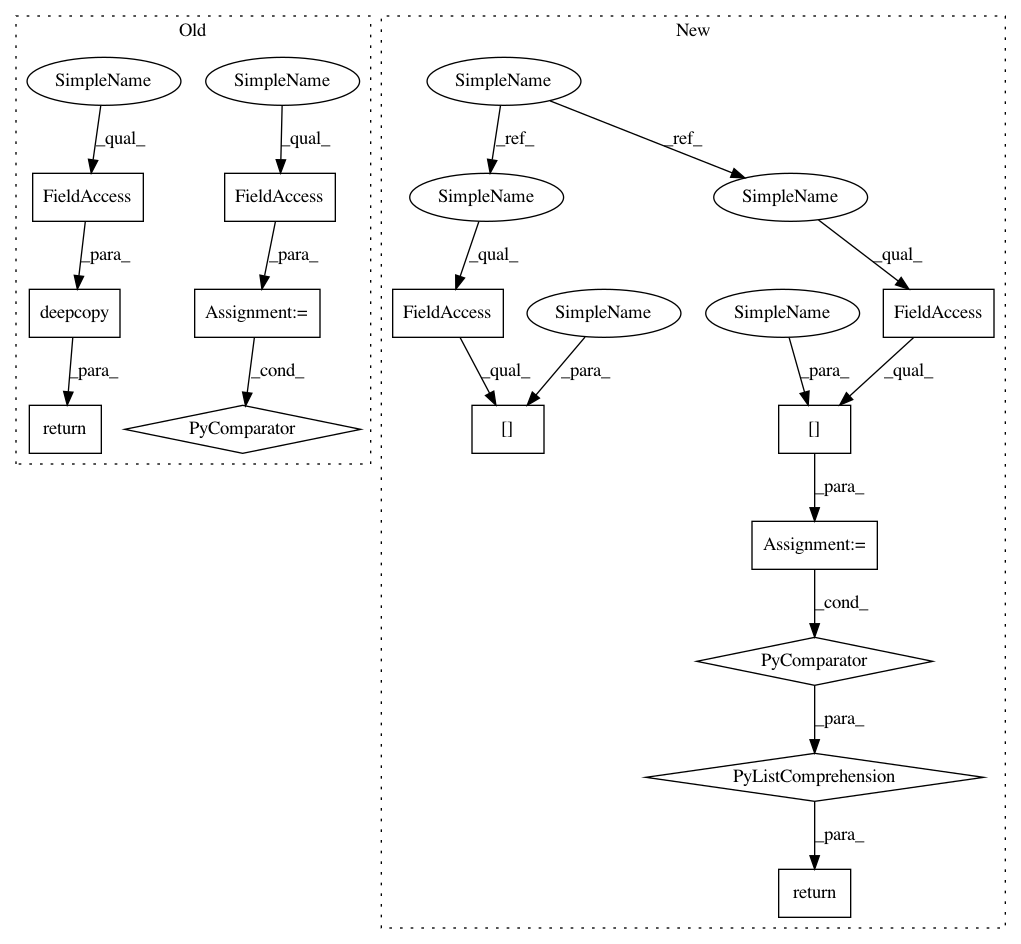 Old
New
SimpleName
SimpleName
SimpleName
_qual_
_qual_
_ref_
_ref_
FieldAccess
FieldAccess
SimpleName
SimpleName
_para_
_para_
_qual_
_qual_
deepcopy
Assignment:=
FieldAccess
SimpleName
SimpleName
FieldAccess
_para_
_cond_
_qual_
_para_
_para_
_qual_
return
PyComparator
[]
[]
_para_
Assignment:=
_cond_
PyComparator
_para_
PyListComprehension
_para_
return